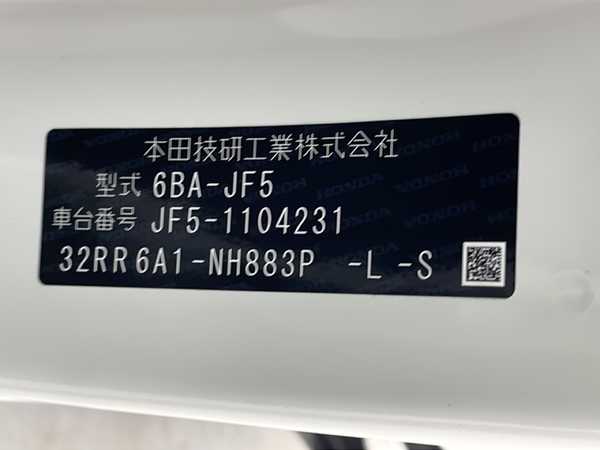 本田技研工業株式会社
型式 6BA-JF5
車台番号 JF5-1104231
32RR6A1-NH883P -L -S